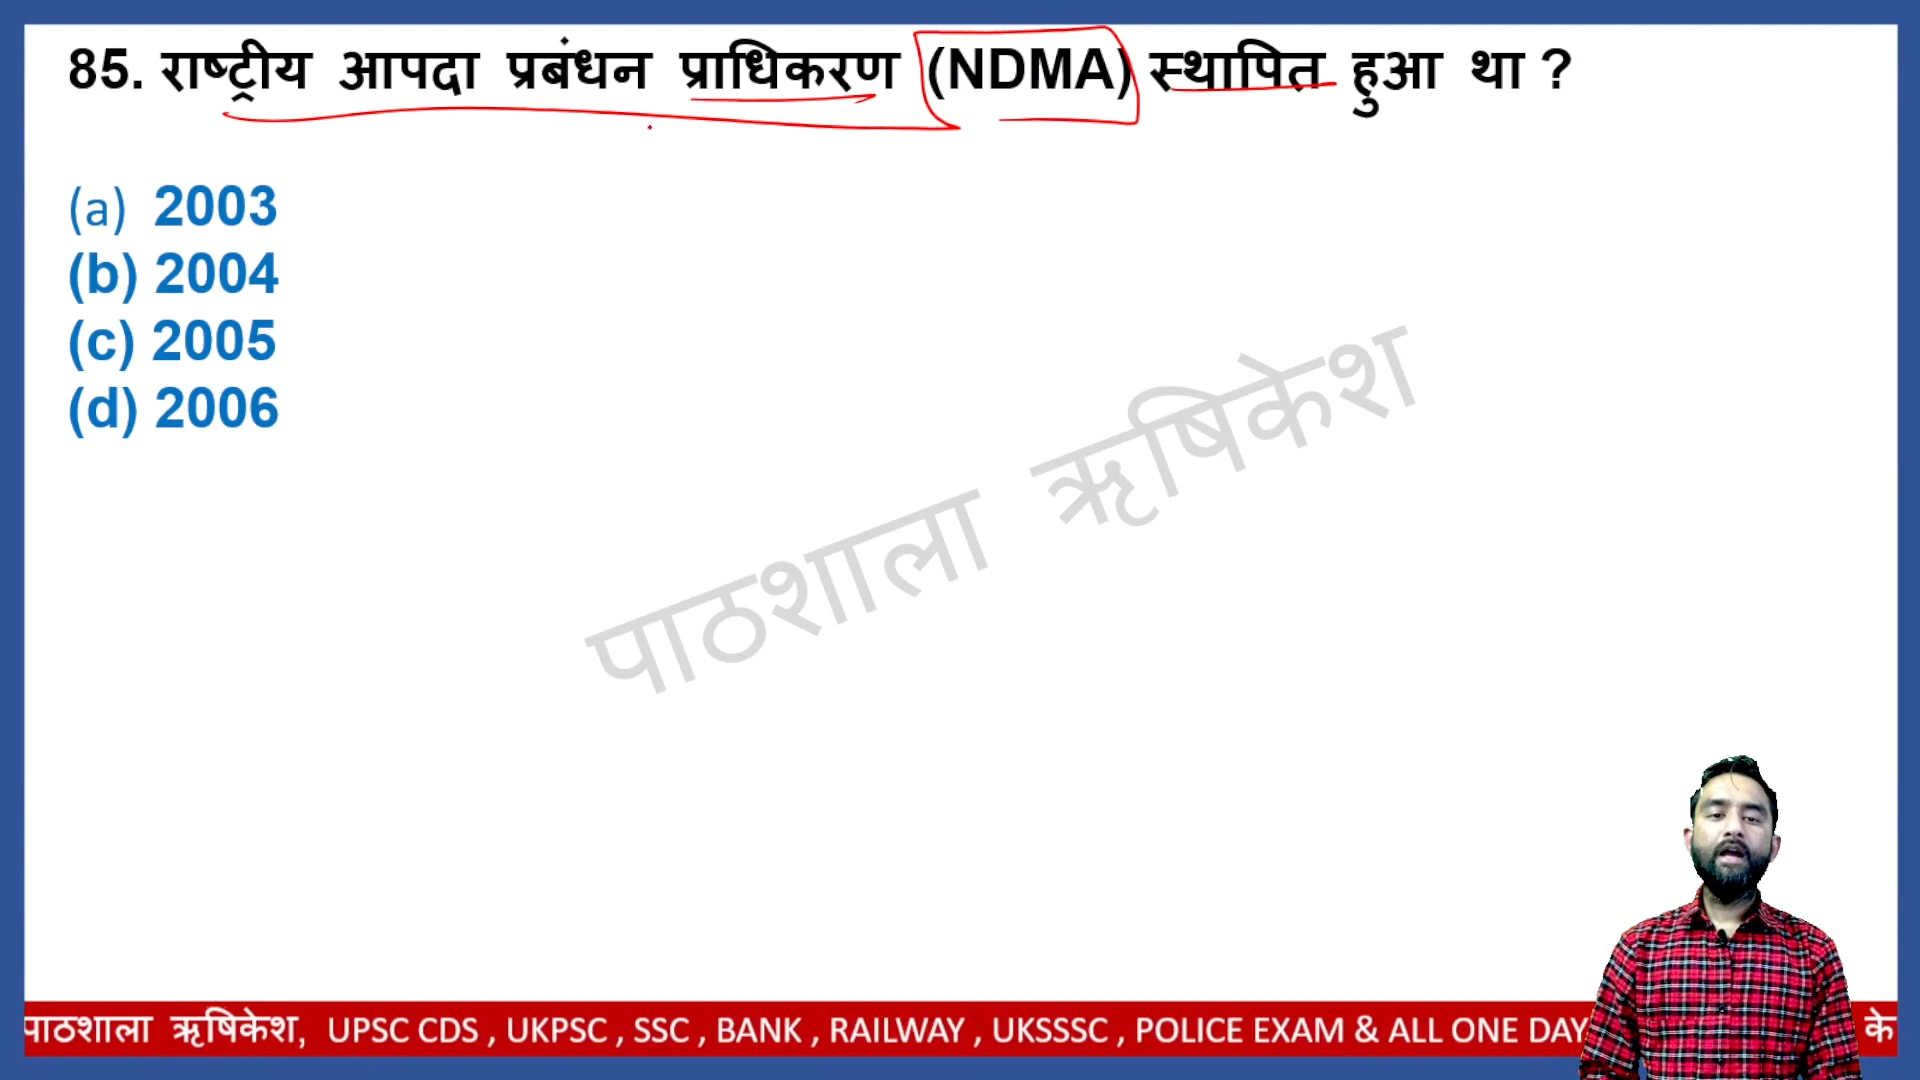 85. राष्ट्रीय आपदा प्रबंधन प्राधिकरण (NDMA) स्थापित हुआ था ?
(a) 2003
(b) 2004
(c) 2005
(d) 2006
पाठशाला ऋषिकेश
पाठशाला ऋषिकेश, UPSC CDS , UKPSC , SSC , BANK , RAILWAY , UKSSSC , POLICE EXAM & ALL ONE DAY के